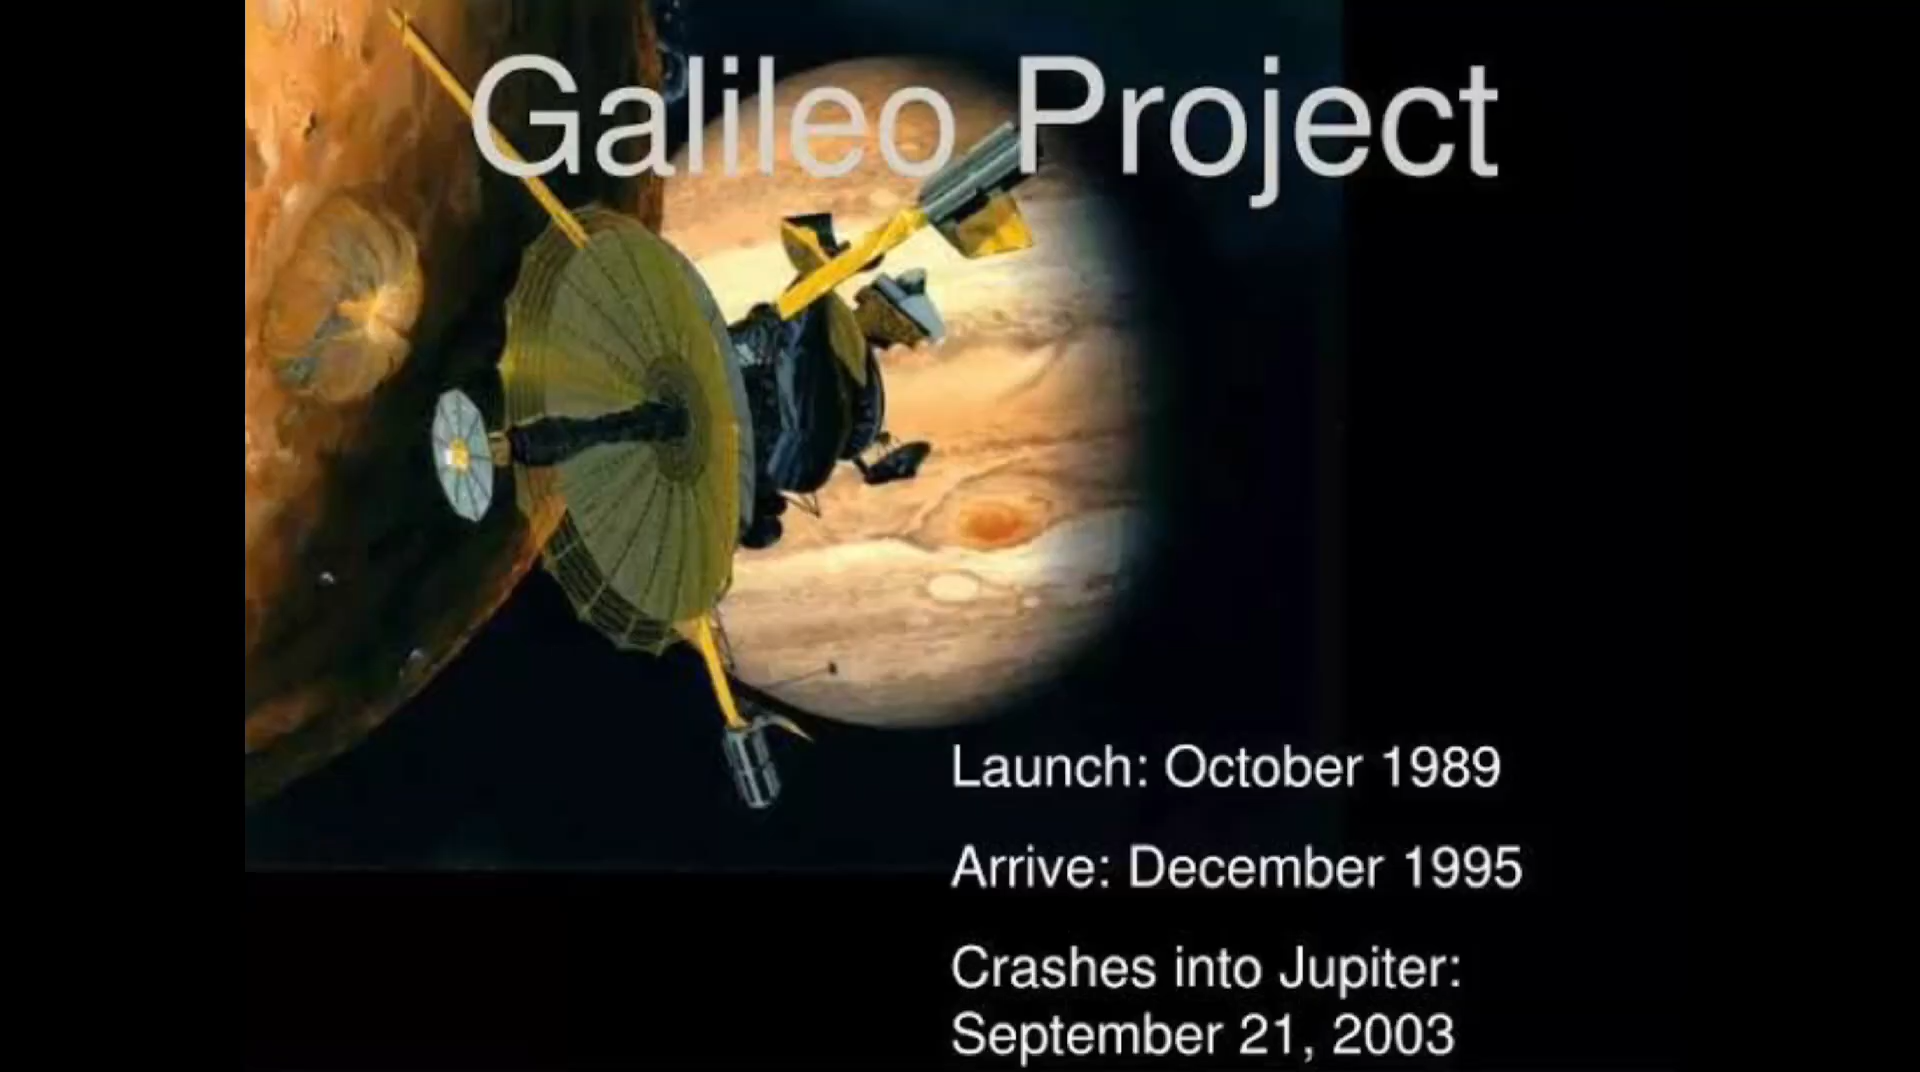 Galileo Project
Launch: October 1989
Arrive: December 1995
Crashes into Jupiter:
September 21, 2003